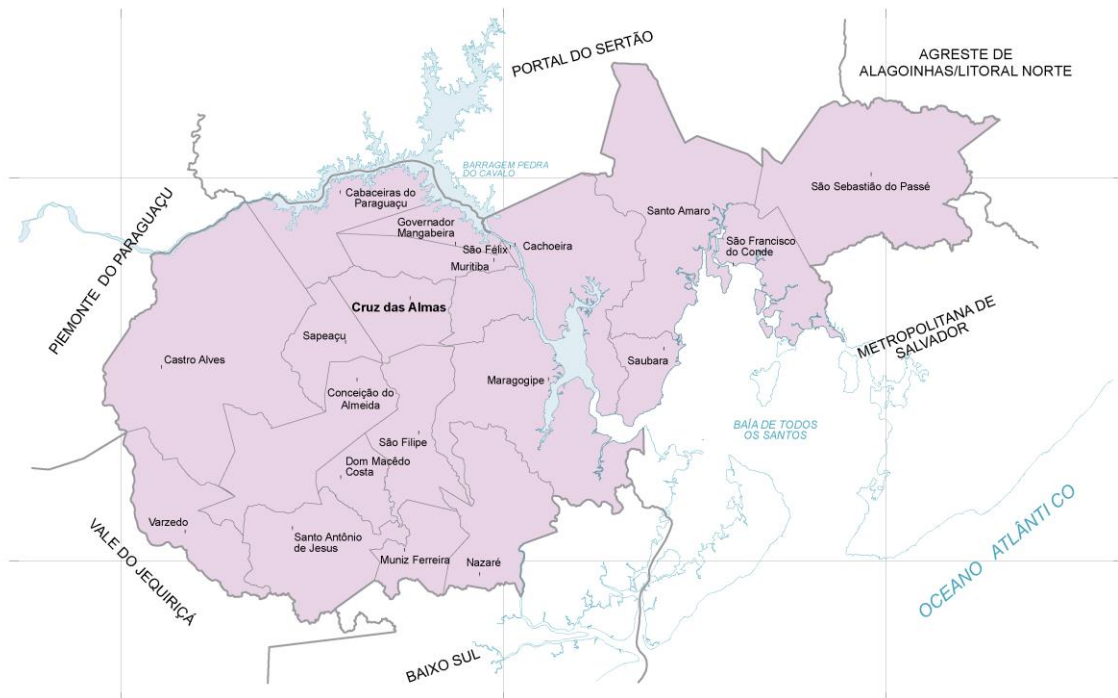 PORTAL DO SERTÃO
AGRESTE DE
ALAGOINHAS/LITORAL NORTE
BARRAGEM PEDRA
DO CAVALO
São Sebastião do Passé
Cabaceiras do
Paraguaçu
Santo Amaro
Governador
Mangabeira
São Félix
Cachoeira
São Francisco
do Conde
Muritiba
PIEMONTE DO PARAGUAÇU
Cruz das Almas
METROPOLITANA DE
SALVADOR
Sapeaçu
Castro Alves
Saubara
Maragogipe
Conceição do
Almeida
BAÍA DE TODOS
OS SANTOS
São Filipe
Dom Macêdo
Costa
Varzedo
Santo Antônio
de Jesus
Muniz Ferreira
Nazaré
VALE DO JEQUIRIÇÁ
OCEANO ATLÂNTI CO
BAIXO SUL